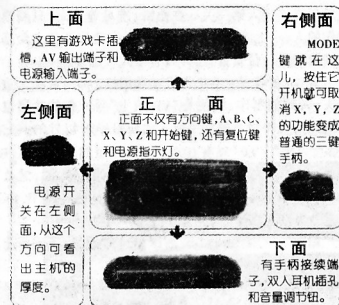 上面
这里有游戏卡插
槽，AV 输出端子和
电源输入端子。
右侧面
MODE
键就在这
儿，按住它
开机就可取
消 X，Y，Z
的功能变成
普通的三键
手柄。
左侧面
电源开
关在左侧
面，从这个
方向可看
出主机的
厚度。
正面
正面不仅有方向键，A、B、C、
X、Y、Z 和开始键，还有复位键
和电源指示灯。
下面
有手柄接续端
子，双人耳机插孔
和音量调节钮。